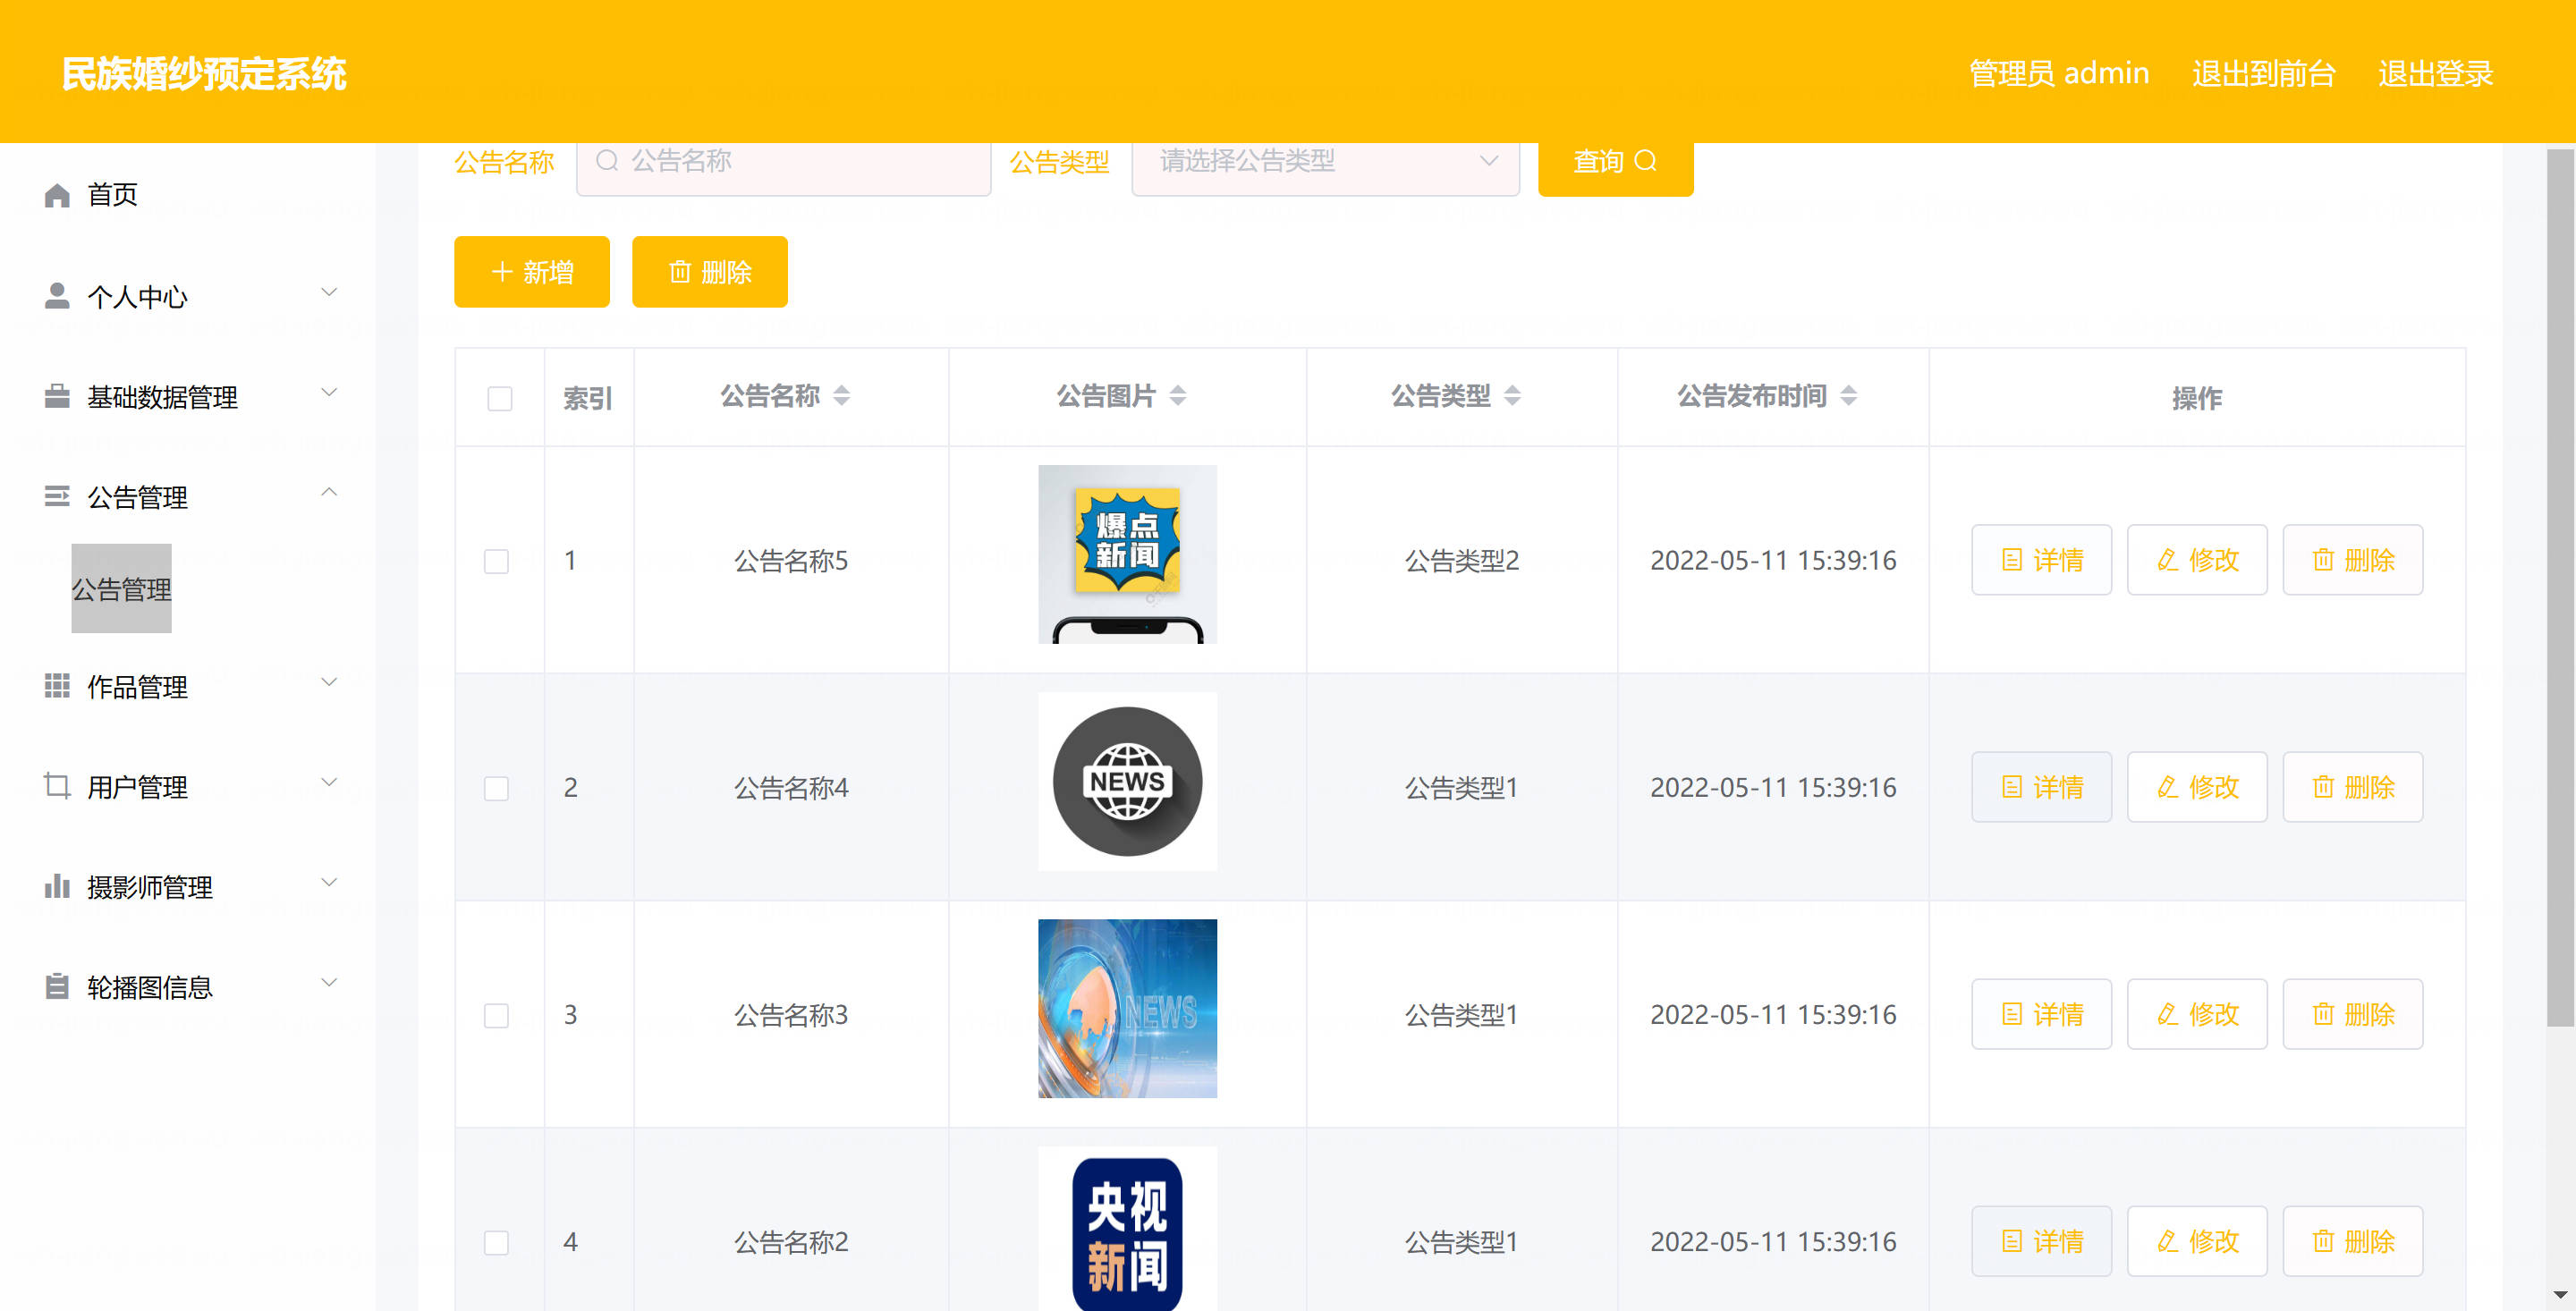 民族婚纱预定系统
管理员 admin 退出到前台 退出登录
公告名称 公告名称 公告类型 请选择公告类型 查询
首页
个人中心
基础数据管理
公告管理
公告管理
作品管理
用户管理
摄影师管理
轮播图信息
新增 删除
索引 公告名称 公告图片 公告类型 公告发布时间 操作
爆点
新闻
1 公告名称5 公告类型2 2022-05-11 15:39:16 详情 修改 删除
NEWS
2 公告名称4 公告类型1 2022-05-11 15:39:16 详情 修改 删除
NEWS
3 公告名称3 公告类型1 2022-05-11 15:39:16 详情 修改 删除
央视
新闻
4 公告名称2 公告类型1 2022-05-11 15:39:16 详情 修改 删除